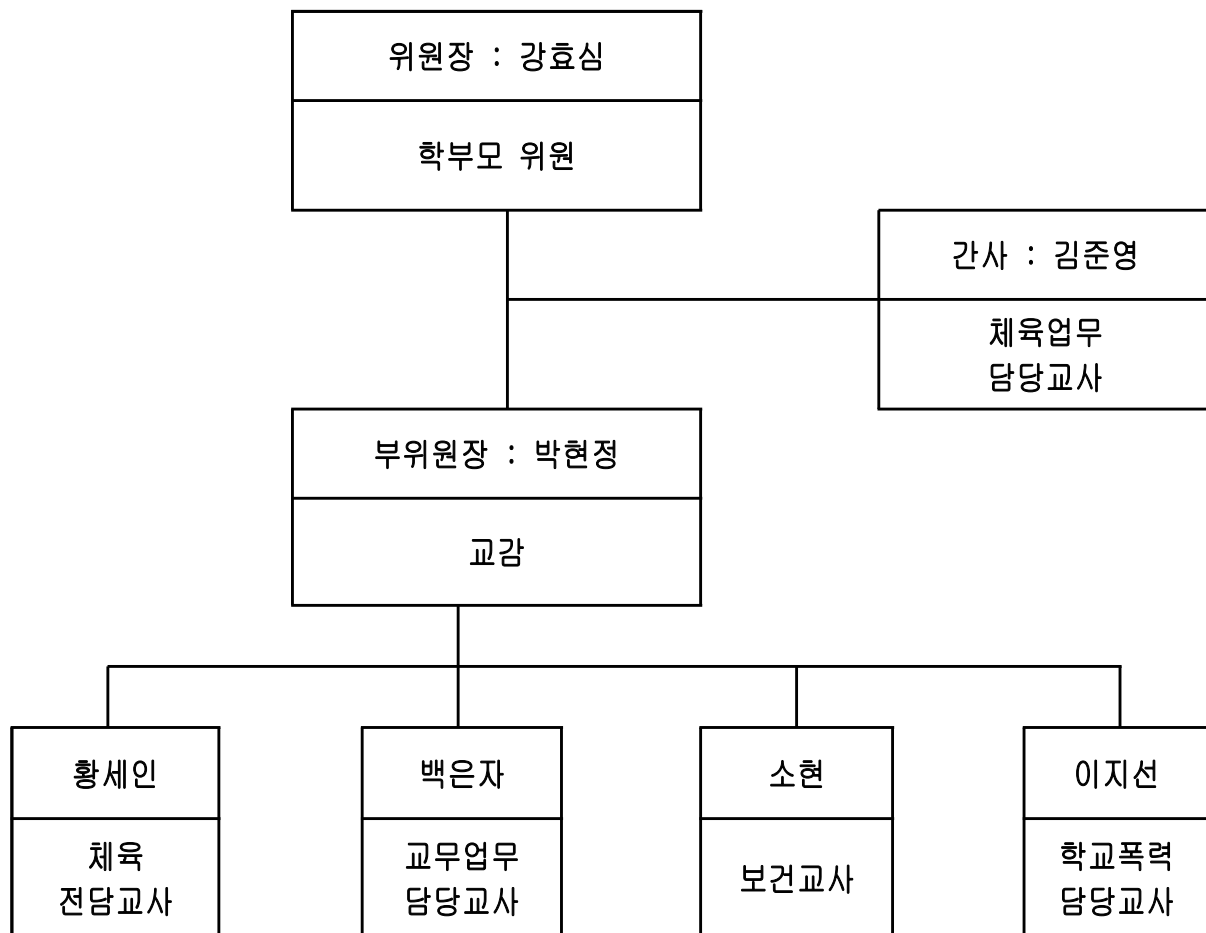 위원장 : 강효심
학부모 위원
간사 : 김준영
체육업무
담당교사
부위원장 : 박현정
교감
황세인
체육
전담교사
백은자
교무업무
담당교사
소현
보건교사
이지선
학교폭력
담당교사